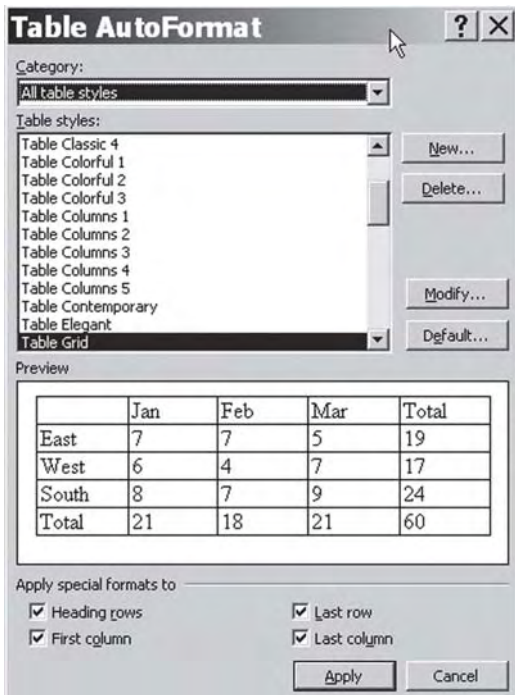 Table AutoFormat
Category:
All table styles
Table styles:
Table Classic 4
Table Colorful 1
Table Colorful 2
Table Colorful 3
Table Columns 1
Table Columns 2
Table Columns 3
Table Columns 4
Table Columns 5
Table Contemporary
Table Elegant
Table Grid
New...
Delete...
Modify...
Default...
Preview
Jan Feb Mar Total
East 7 7 5 19
West 6 4 7 17
South 8 7 9 24
Total 21 18 21 60
Apply special formats to
Heading rows Last row
First column Last column
Apply Cancel